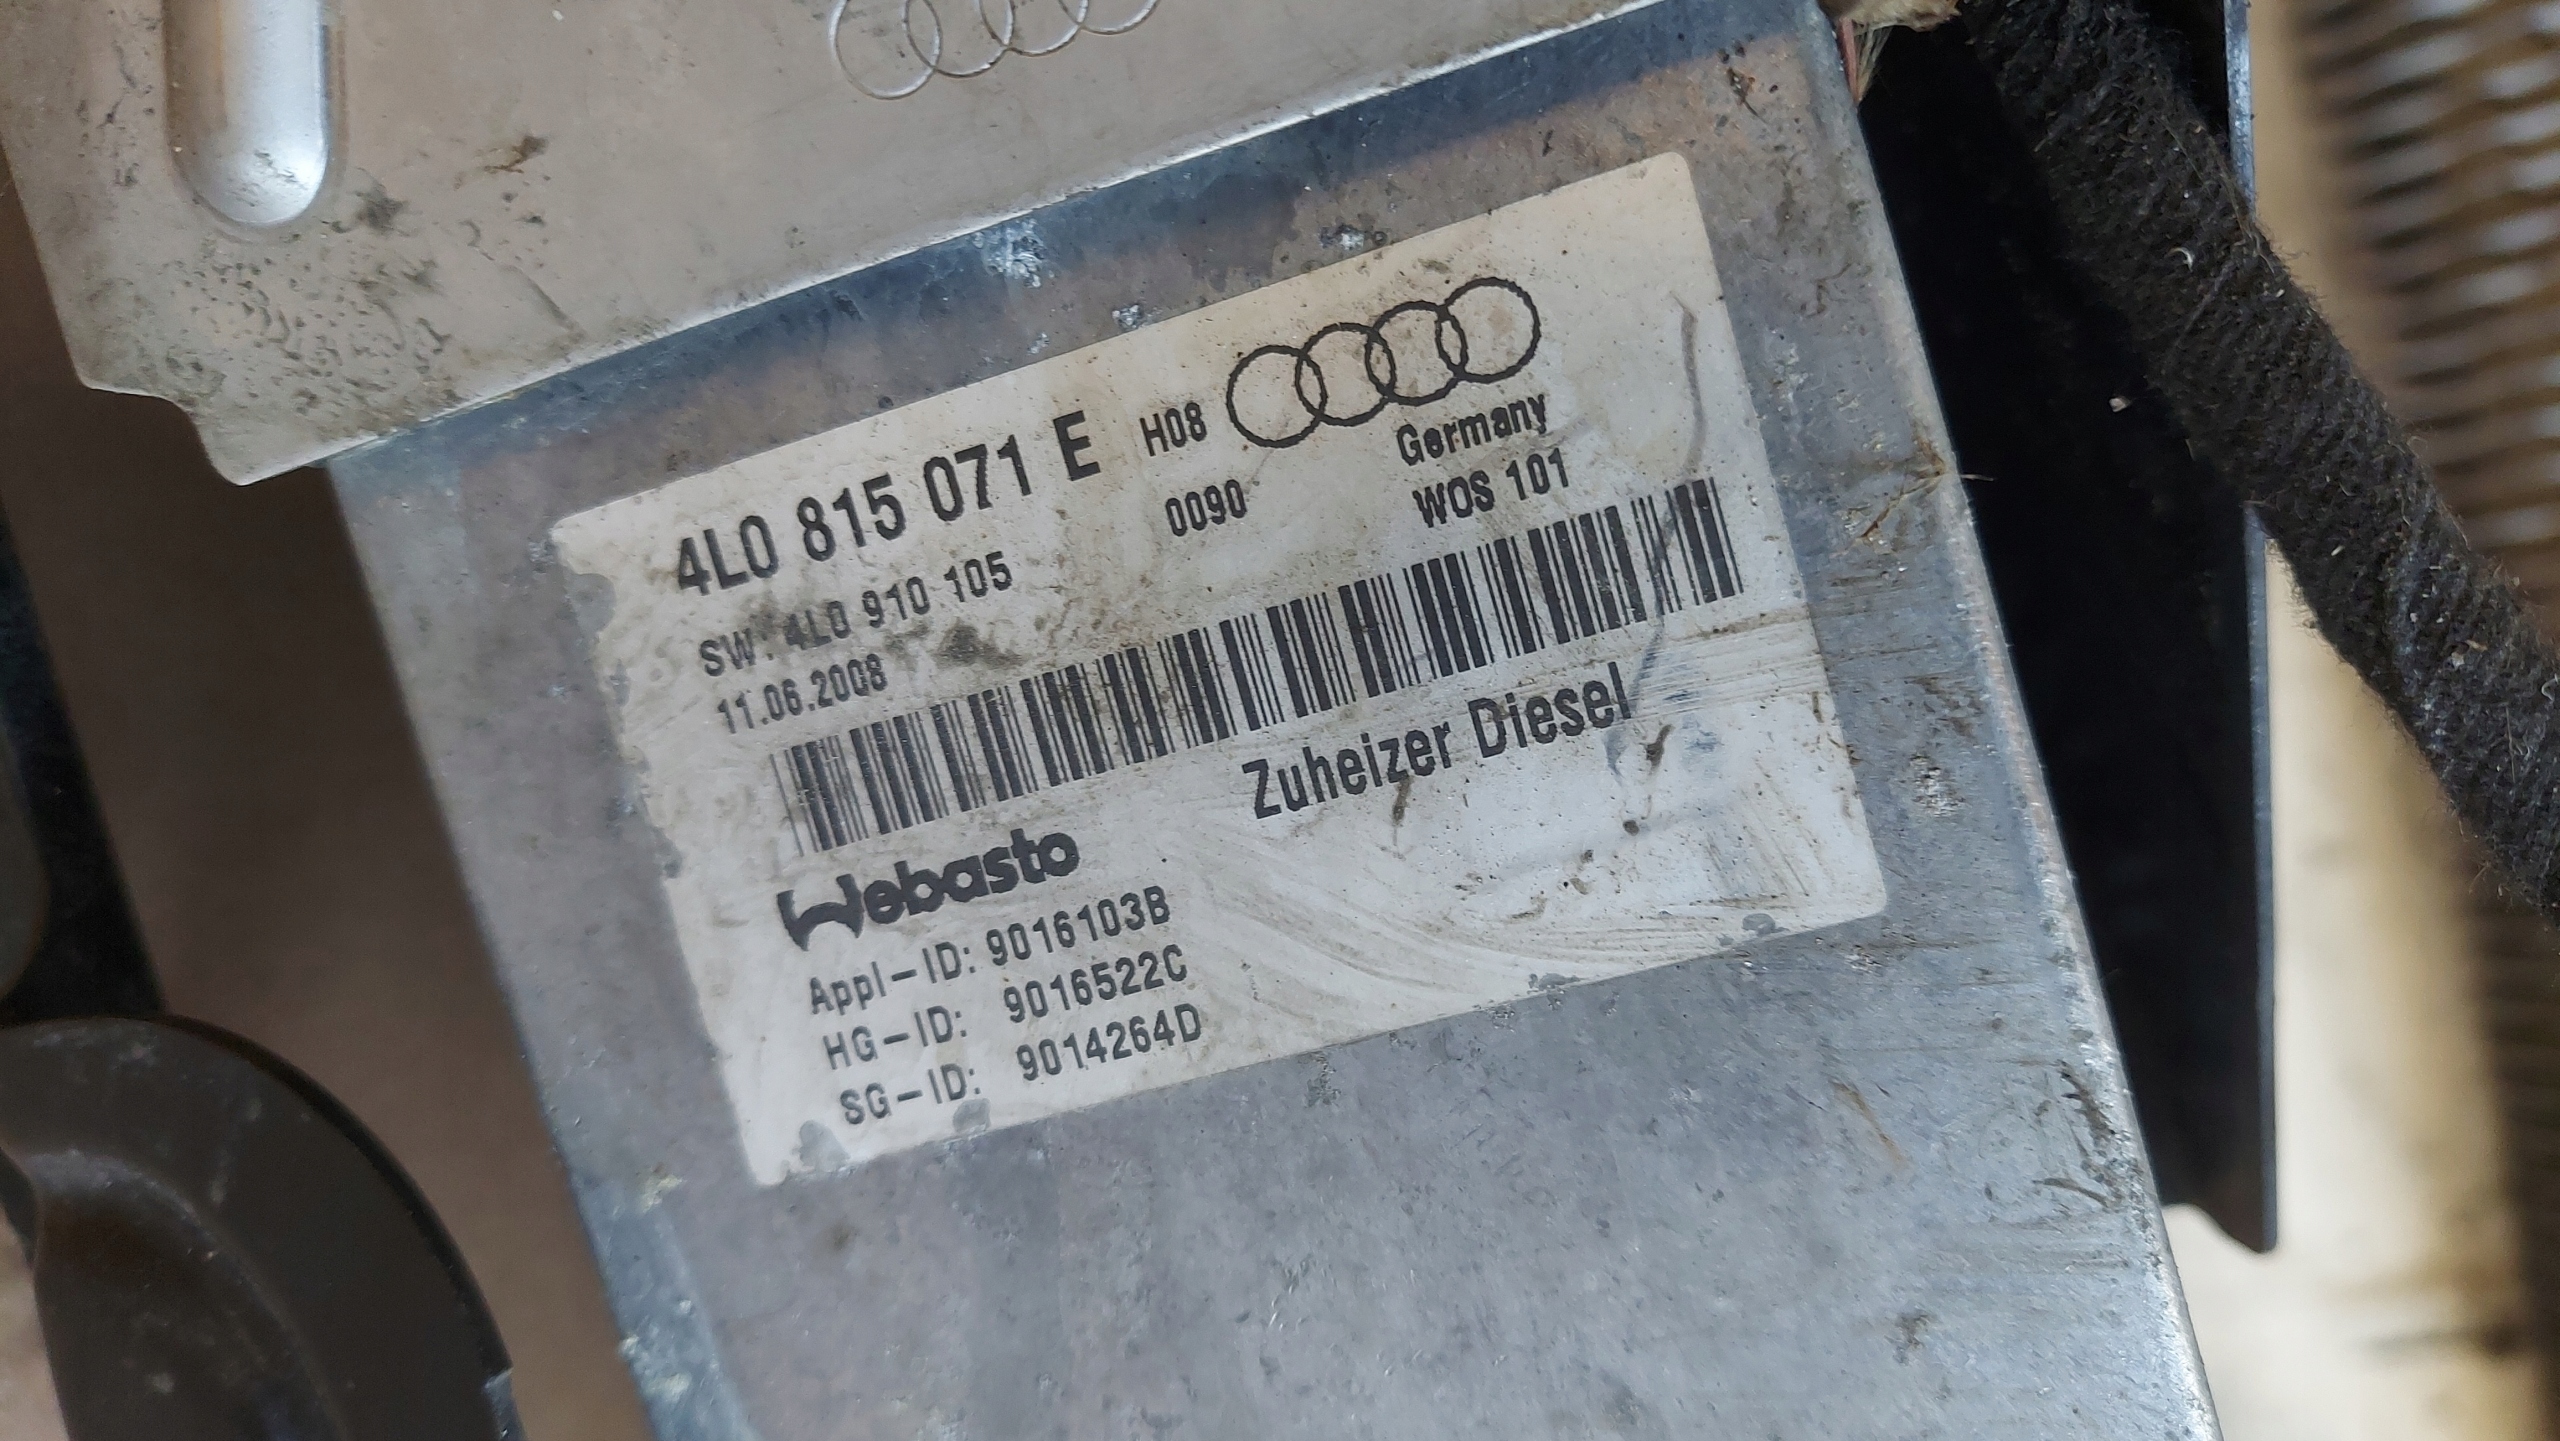 4L0 815 071 E H08
Germany
SW: 4L0 910 105 0090 WOS 101
11.06.2008
Zuheizer Diesel
Webasto
Appl-ID: 9016103B
HG-ID: 9016522C
SG-ID: 9014264D